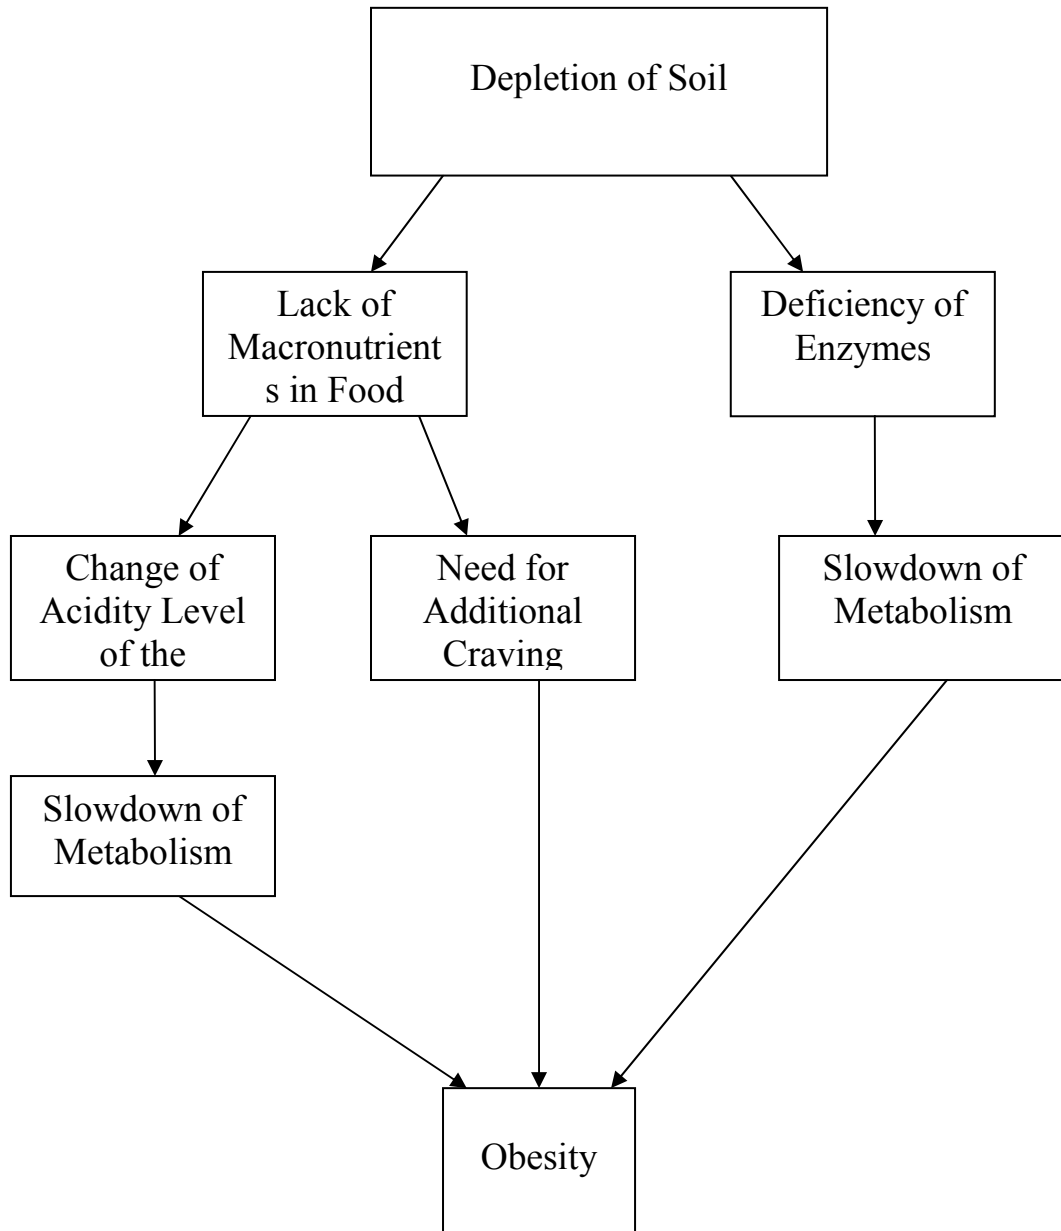 Depletion of Soil
Lack of
Macronutrient
s in Food
Deficiency of
Enzymes
Change of
Acidity Level
of the
Need for
Additional
Craving
Slowdown of
Metabolism
Slowdown of
Metabolism
Obesity